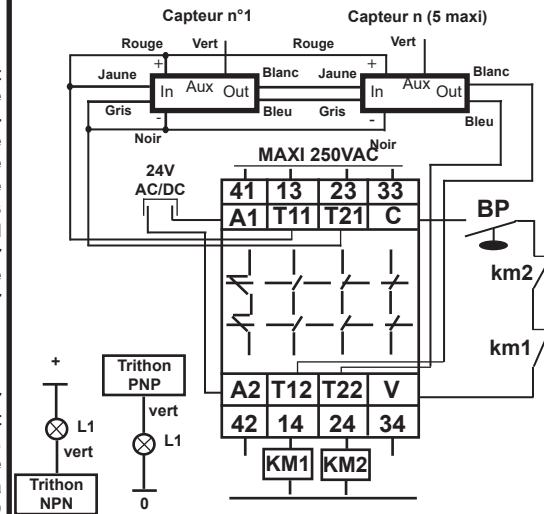 Capteur n°1 Capteur n (5 maxi)
Rouge Vert Rouge Vert
+ +
Jaune Blanc Jaune Blanc
In Aux Out In Aux Out
Gris Bleu Gris Bleu
- -
Noir Noir
24V
AC/DC
MAXI 250VAC
41 13 23 33
A1 T11 T21 C
BP
km2
km1
A2 T12 T22 V
42 14 24 34
KM1 KM2
+
L1
vert
Trithon
NPN
Trithon
PNP
vert
L1
0